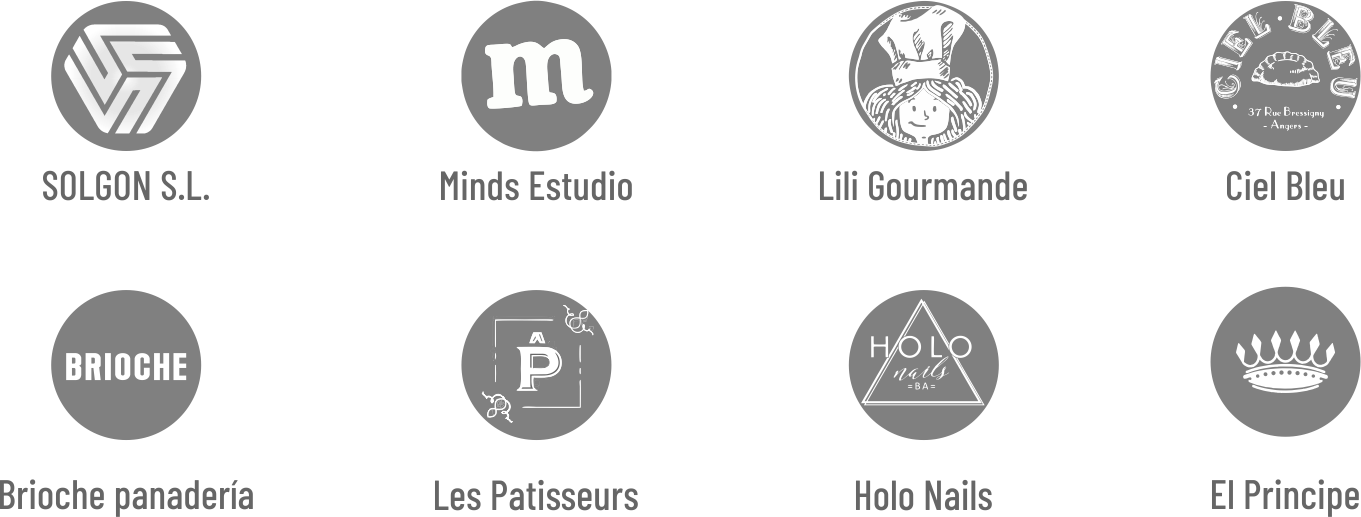 m
CIEL · BLEU
37 Rue Bressigny
- Angers -
SOLGON S.L.
Minds Estudio
Lili Gourmande
Ciel Bleu
BRIOCHE
P̂
HOLO
nails
=BA=
Brioche panadería
Les Patisseurs
Holo Nails
El Principe